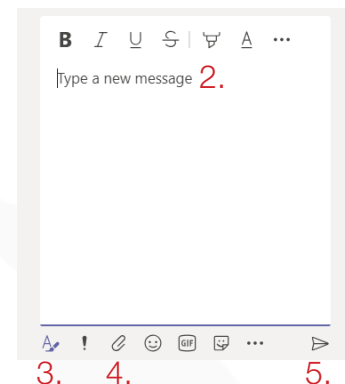 B I U S A ...
Type a new message 2.
A ! GIF ...
3. 4. 5.